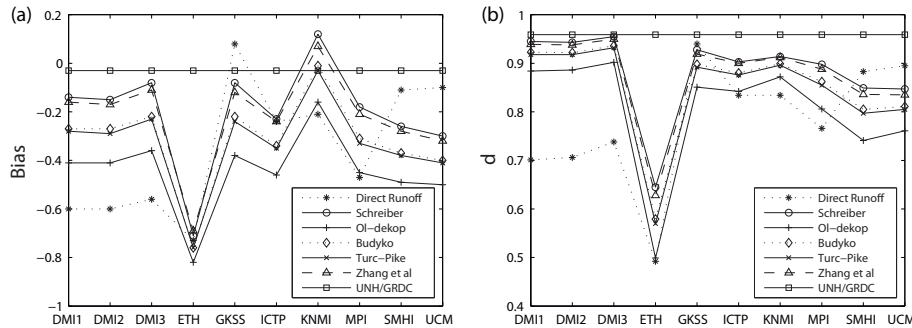 (a)
0.2
0
−0.2
−0.4
−0.6
−0.8
−1
Bias
DMI1 DMI2 DMI3 ETH GKSS ICTP KNMI MPI SMHI UCM
Direct Runoff
Schreiber
Ol−dekop
Budyko
Turc−Pike
Zhang et al
UNH/GRDC
(b)
1
0.9
0.8
0.7
0.6
0.5
0.4
d
DMI1 DMI2 DMI3 ETH GKSS ICTP KNMI MPI SMHI UCM
Direct Runoff
Schreiber
Ol−dekop
Budyko
Turc−Pike
Zhang et al
UNH/GRDC